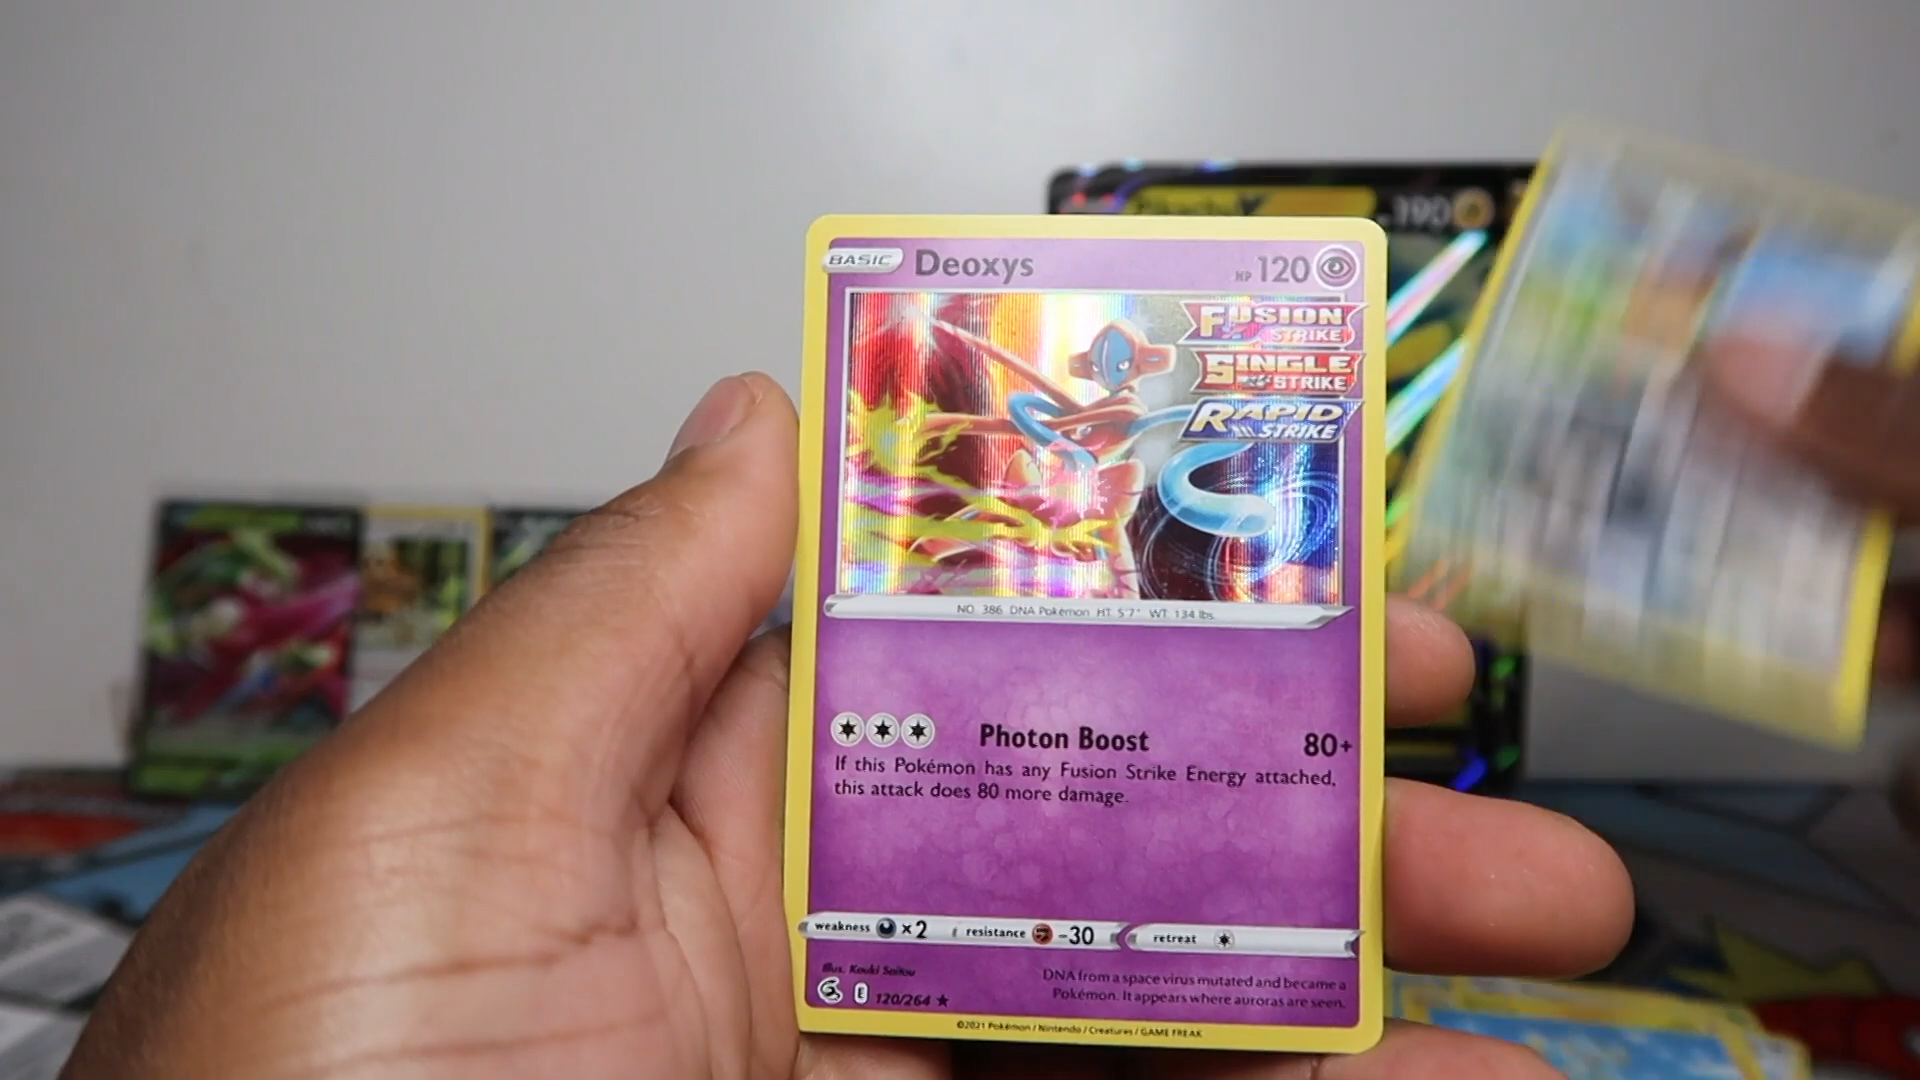 BASIC Deoxys HP 120
190
FUSION
STRIKE
SINGLE
STRIKE
RAPID
STRIKE
NO. 386 DNA Pokémon HT. 5'7" WT. 134 lbs.
Photon Boost 80+
If this Pokémon has any Fusion Strike Energy attached,
this attack does 80 more damage.
weakness ×2 resistance -30 retreat
Illus. Kouki Saitou
E 120/264 ★
DNA from a space virus mutated and became a
Pokémon. It appears where auroras are seen.
©2021 Pokémon / Nintendo / Creatures / GAME FREAK